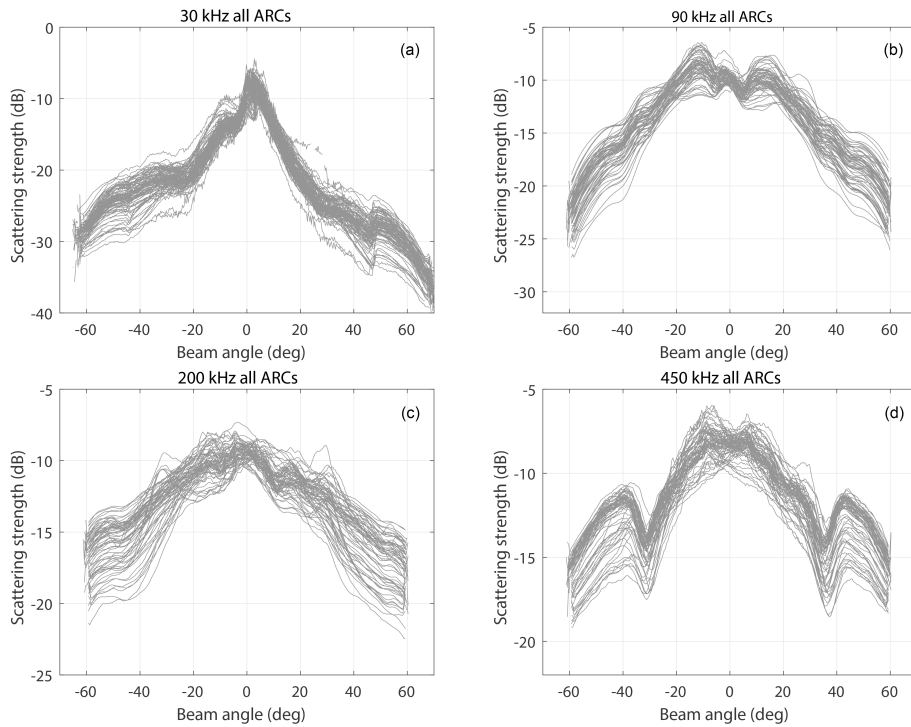 30 kHz all ARCs
(a)
0
-10
-20
-30
-40
Scattering strength (dB)
-60 -40 -20 0 20 40 60
Beam angle (deg)
90 kHz all ARCs
(b)
-5
-10
-15
-20
-25
-30
Scattering strength (dB)
-60 -40 -20 0 20 40 60
Beam angle (deg)
200 kHz all ARCs
(c)
-5
-10
-15
-20
-25
Scattering strength (dB)
-60 -40 -20 0 20 40 60
Beam angle (deg)
450 kHz all ARCs
(d)
-5
-10
-15
-20
Scattering strength (dB)
-60 -40 -20 0 20 40 60
Beam angle (deg)